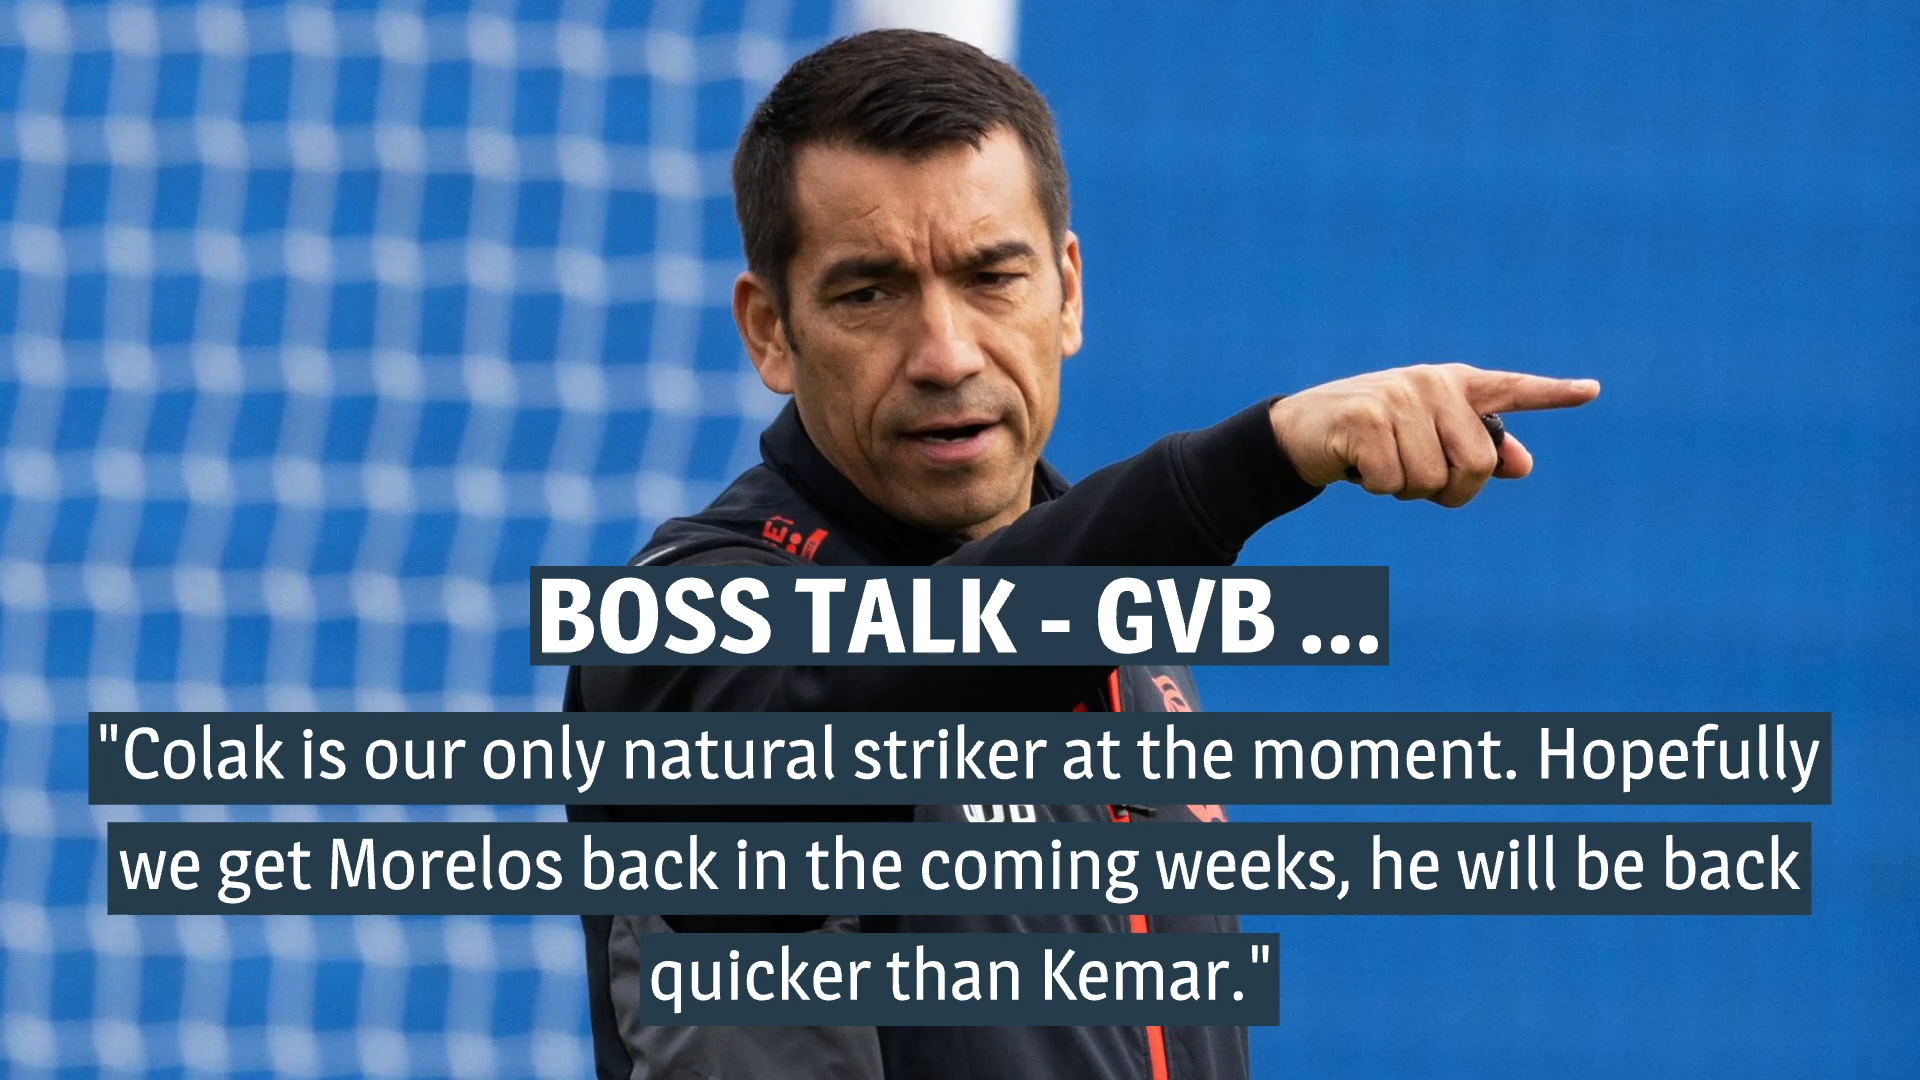 BOSS TALK - GVB ...
"Colak is our only natural striker at the moment. Hopefully
we get Morelos back in the coming weeks, he will be back
quicker than Kemar."